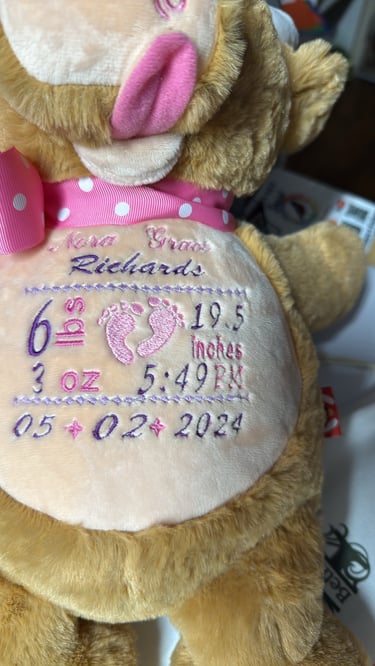 Nora Grace
Richards
6 lbs
3 oz
19.5
inches
5:49 PM
05 02 2024